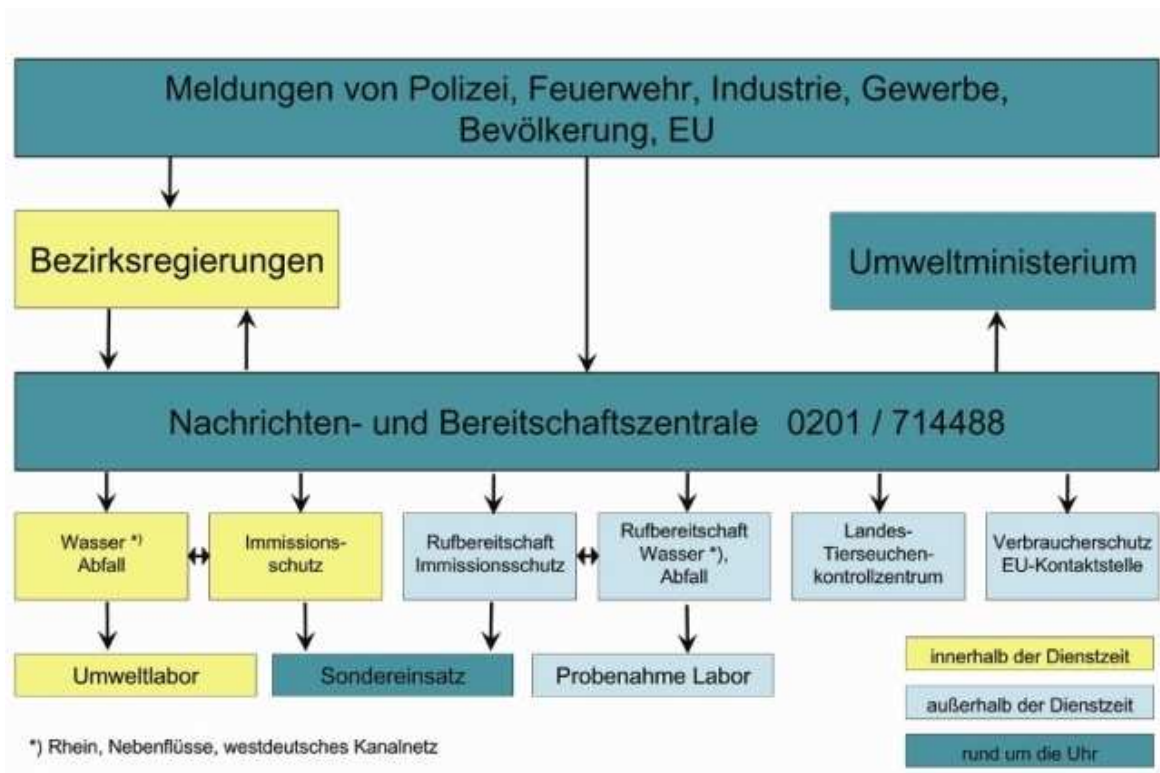 Meldungen von Polizei, Feuerwehr, Industrie, Gewerbe,
Bevölkerung, EU
Bezirksregierungen
Umweltministerium
Nachrichten- und Bereitschaftszentrale 0201 / 714488
Wasser *)
Abfall
Immissions-
schutz
Rufbereitschaft
Immissionsschutz
Rufbereitschaft
Wasser *),
Abfall
Landes-
Tierseuchen-
kontrollzentrum
Verbraucherschutz
EU-Kontaktstelle
Umweltlabor
Sondereinsatz
Probenahme Labor
innerhalb der Dienstzeit
außerhalb der Dienstzeit
rund um die Uhr
*) Rhein, Nebenflüsse, westdeutsches Kanalnetz